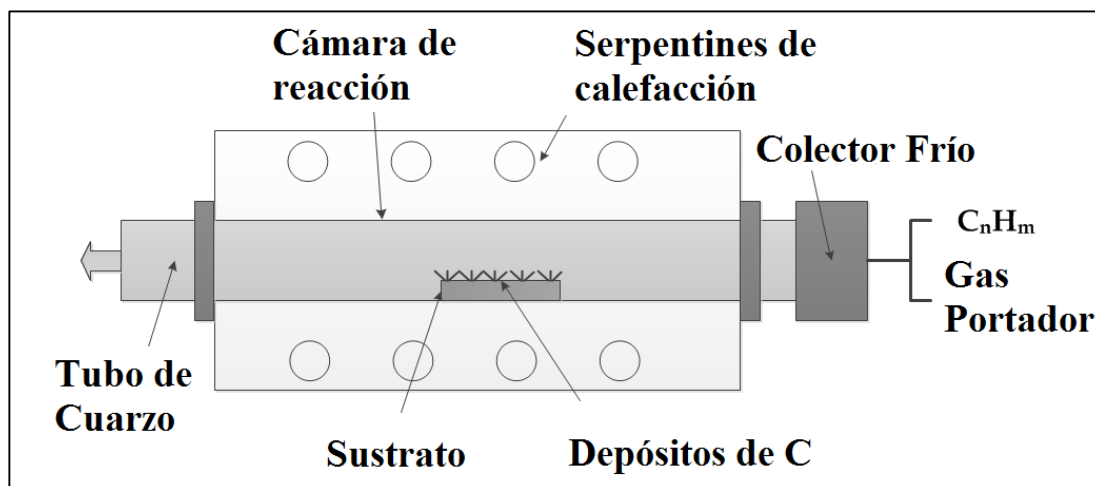 Cámara de
reacción
Serpentines de
calefacción
Colector Frío
CₙHₘ
Gas
Portador
Tubo de
Cuarzo
Sustrato
Depósitos de C